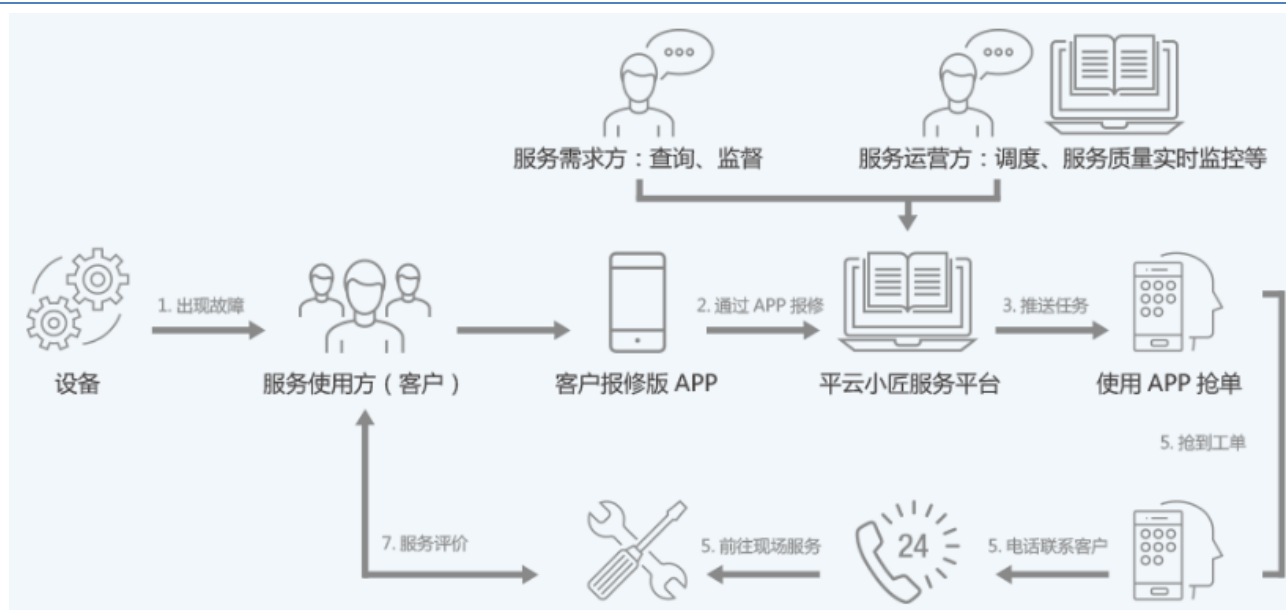 服务需求方：查询、监督
服务运营方：调度、服务质量实时监控等
1. 出现故障
2. 通过 APP 报修
3. 推送任务
设备
服务使用方（客户）
客户报修版 APP
平云小匠服务平台
使用 APP 抢单
5. 抢到工单
7. 服务评价
5. 前往现场服务
24
5. 电话联系客户